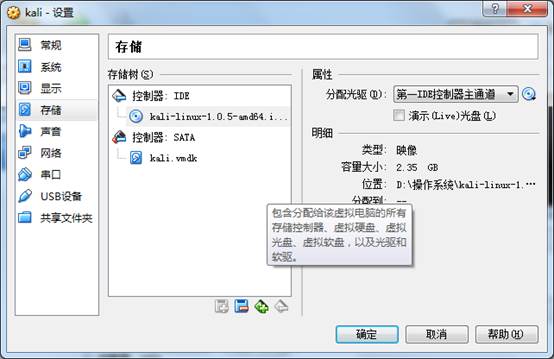 kali - 设置
常规
系统
显示
存储
声音
网络
串口
USB设备
共享文件夹
存储
存储树(S)
控制器: IDE
kali-linux-1.0.5-amd64.i...
控制器: SATA
kali.vmdk
属性
分配光驱(D): 第一IDE控制器主通道
演示(Live)光盘(L)
明细
类型: 映像
容量大小: 2.35 GB
位置: D:\操作系统\kali-linux-1.···
分配到: --
包含分配给该虚拟电脑的所有
存储控制器、虚拟硬盘、虚拟
光盘、虚拟软盘，以及光驱和
软驱。
确定
取消
帮助(H)